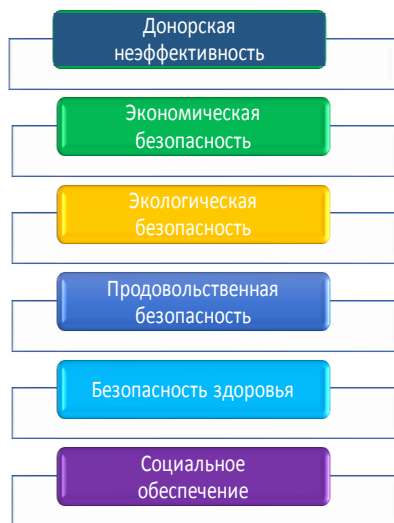 Донорская
неэффективность
Экономическая
безопасность
Экологическая
безопасность
Продовольственная
безопасность
Безопасность здоровья
Социальное
обеспечение